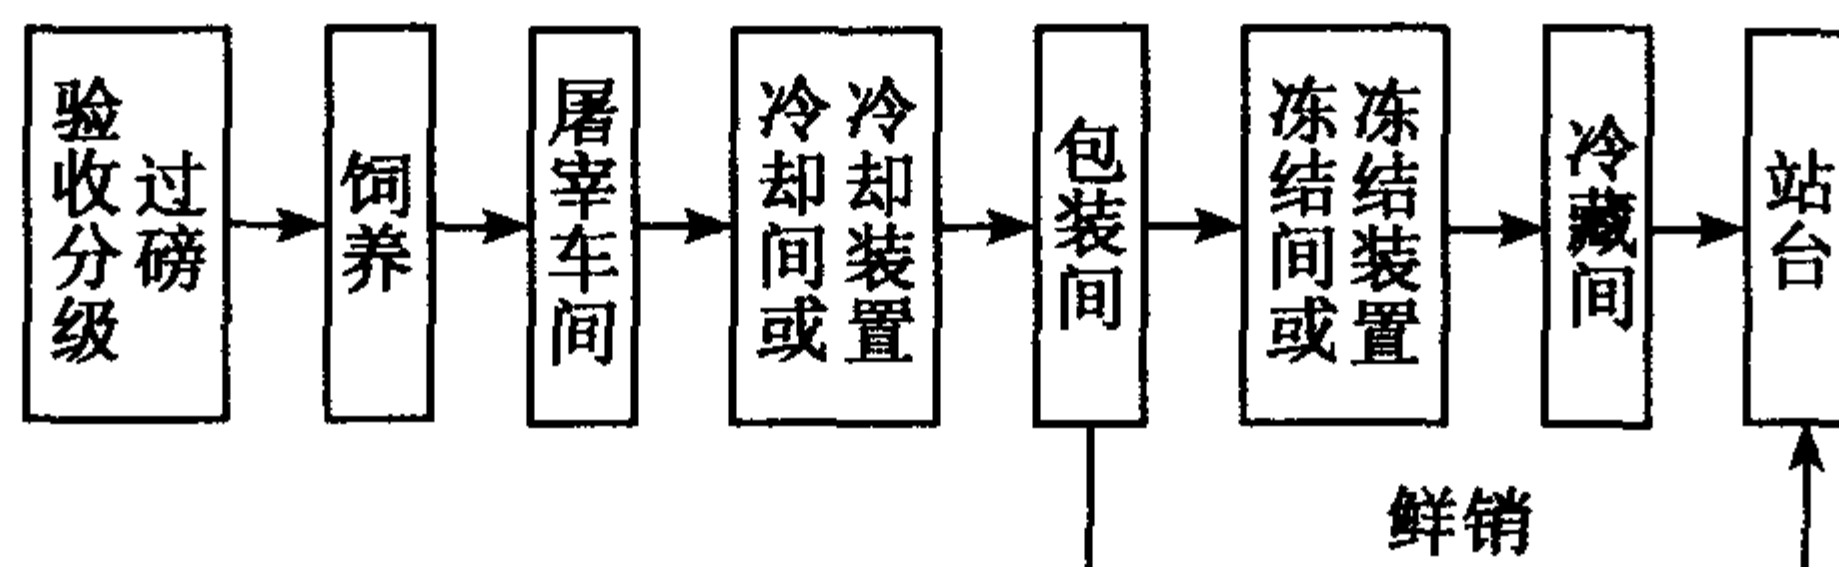 验收分级
过磅
饲养
屠宰车间
冷却间或
冷却装置
包装间
冻结间或
冻结装置
冷藏间
站台
鲜销